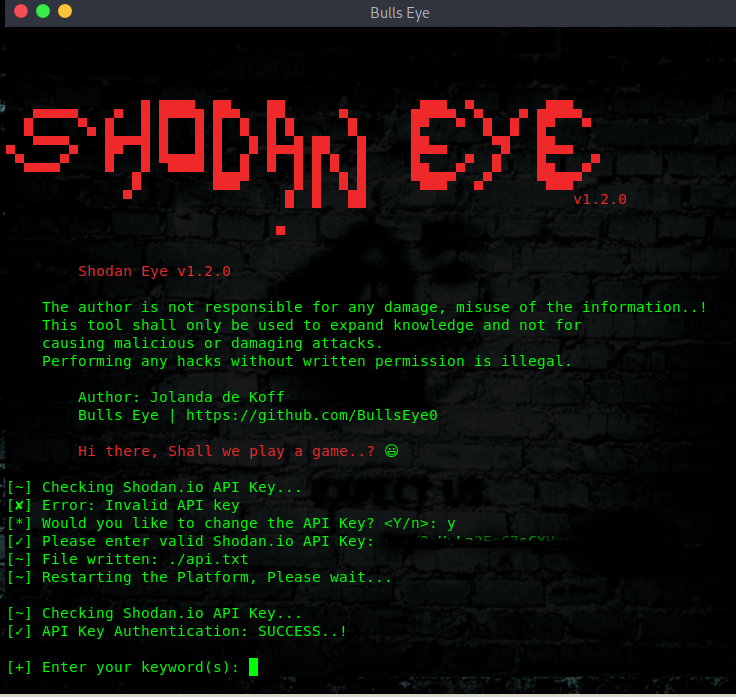 Bulls Eye
SHODAN EYE
v1.2.0
Shodan Eye v1.2.0
The author is not responsible for any damage, misuse of the information..!
This tool shall only be used to expand knowledge and not for
causing malicious or damaging attacks.
Performing any hacks without written permission is illegal.
Author: Jolanda de Koff
Bulls Eye | https://github.com/BullsEye0
Hi there, Shall we play a game..? 😃
[~] Checking Shodan.io API Key...
[✘] Error: Invalid API key
[*] Would you like to change the API Key? <Y/n>: y
[✓] Please enter valid Shodan.io API Key:
[~] File written: ./api.txt
[~] Restarting the Platform, Please wait...
[~] Checking Shodan.io API Key...
[✓] API Key Authentication: SUCCESS..!
[+] Enter your keyword(s):